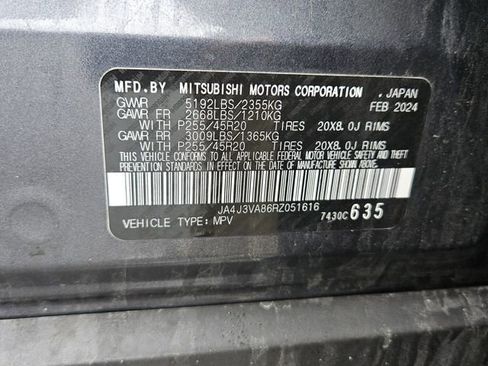 MFD.BY MITSUBISHI MOTORS CORPORATION , JAPAN
GVWR 5192LBS/2355KG FEB 2024
GAWR FR 2668LBS/1210KG
WITH P255/45R20 TIRES 20X8.0J RIMS
GAWR RR 3009LBS/1365KG
WITH P255/45R20 TIRES 20X8.0J RIMS
THIS VEHICLE CONFORMS TO ALL APPLICABLE FEDERAL MOTOR VEHICLE SAFETY AND THEFT
PREVENTION STANDARDS IN EFFECT ON THE DATE OF MANUFACTURE SHOWN ABOVE.
JA4J3VA86RZ051616
VEHICLE TYPE: MPV 7430C 635